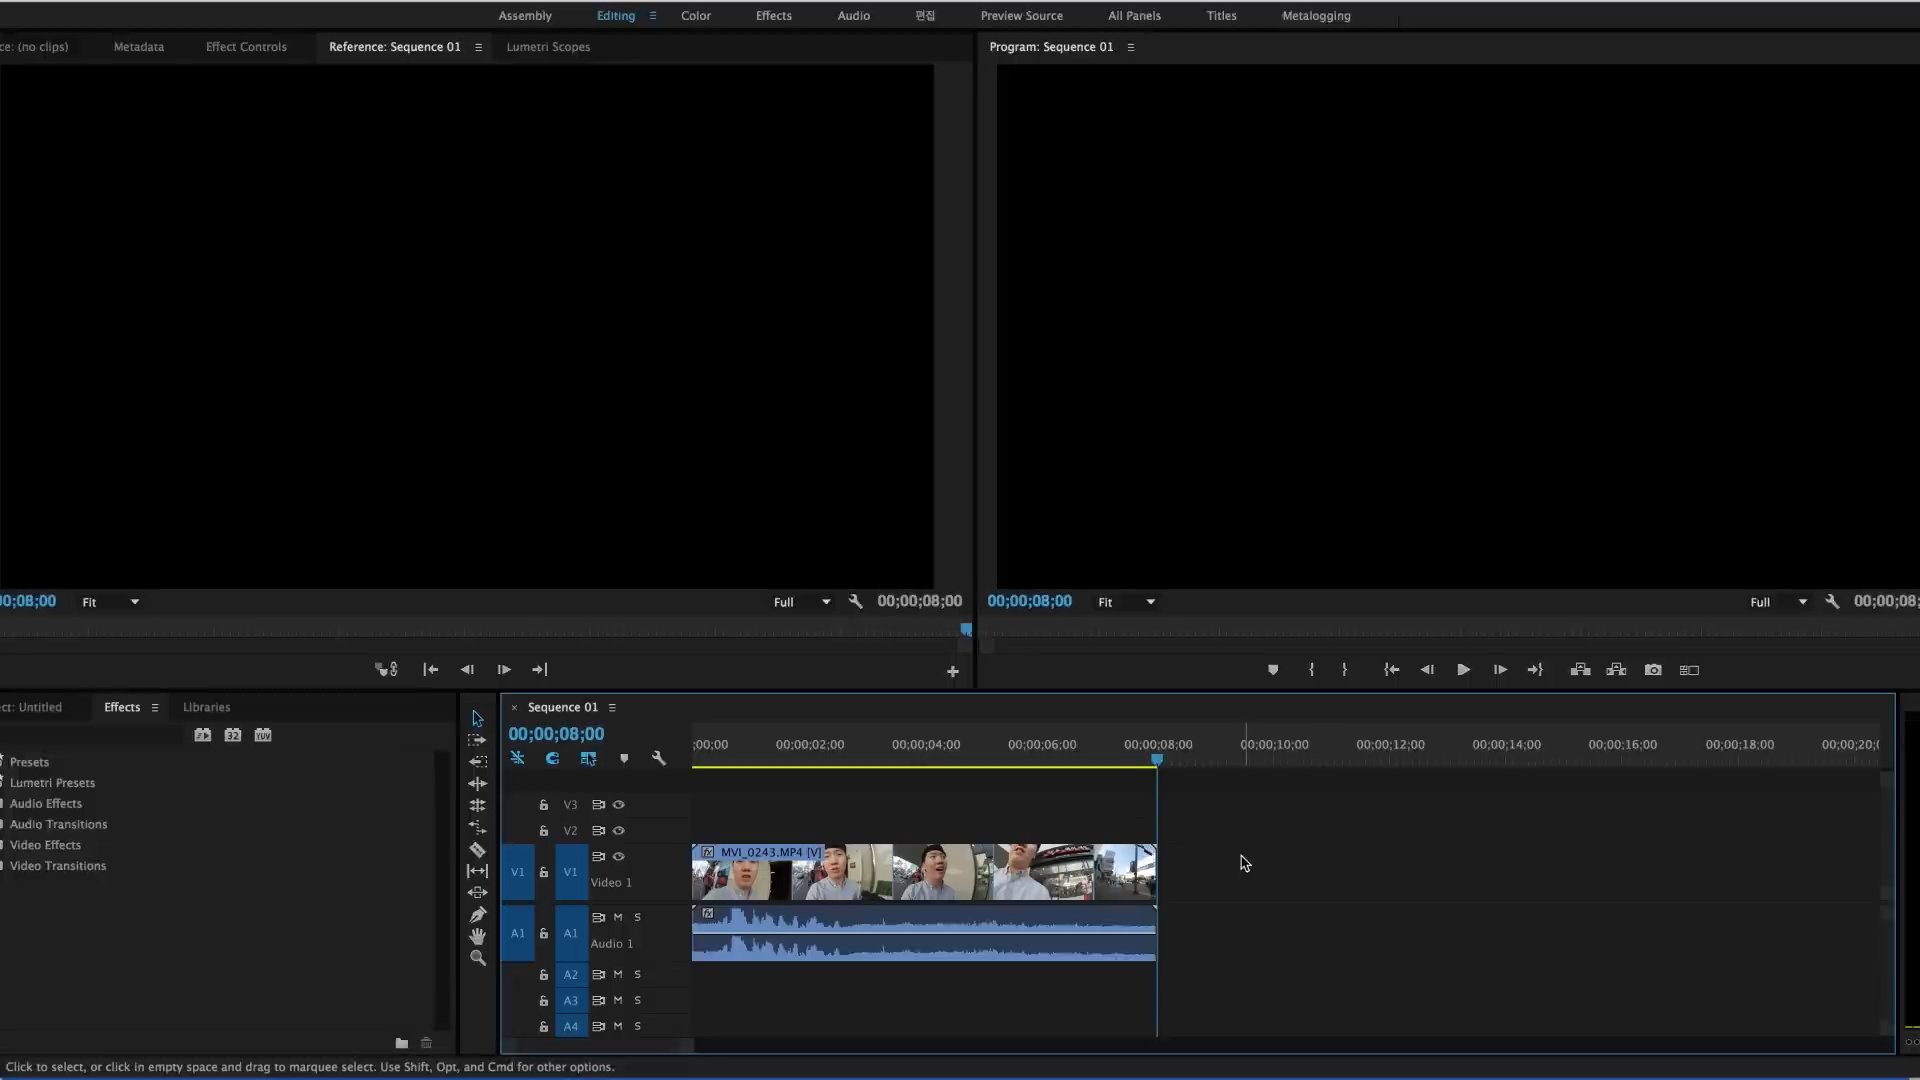 Assembly Editing Color Effects Audio 편집 Preview Source All Panels Titles Metalogging
ce: (no clips) Metadata Effect Controls Reference: Sequence 01 Lumetri Scopes
Program: Sequence 01
00;08;00 Fit Full 00;00;08;00
00;00;08;00 Fit Full 00;00;08;
ect: Untitled Effects Libraries
Presets
Lumetri Presets
Audio Effects
Audio Transitions
Video Effects
Video Transitions
Sequence 01
00;00;08;00
;00;00 00;00;02;00 00;00;04;00 00;00;06;00 00;00;08;00 00;00;10;00 00;00;12;00 00;00;14;00 00;00;16;00 00;00;18;00 00;00;20;0
V3
V2
V1 V1 Video 1
fx MVI_0243.MP4 [V]
A1 A1 M S Audio 1
fx
A2 M S
A3 M S
A4 M S
Click to select, or click in empty space and drag to marquee select. Use Shift, Opt, and Cmd for other options.